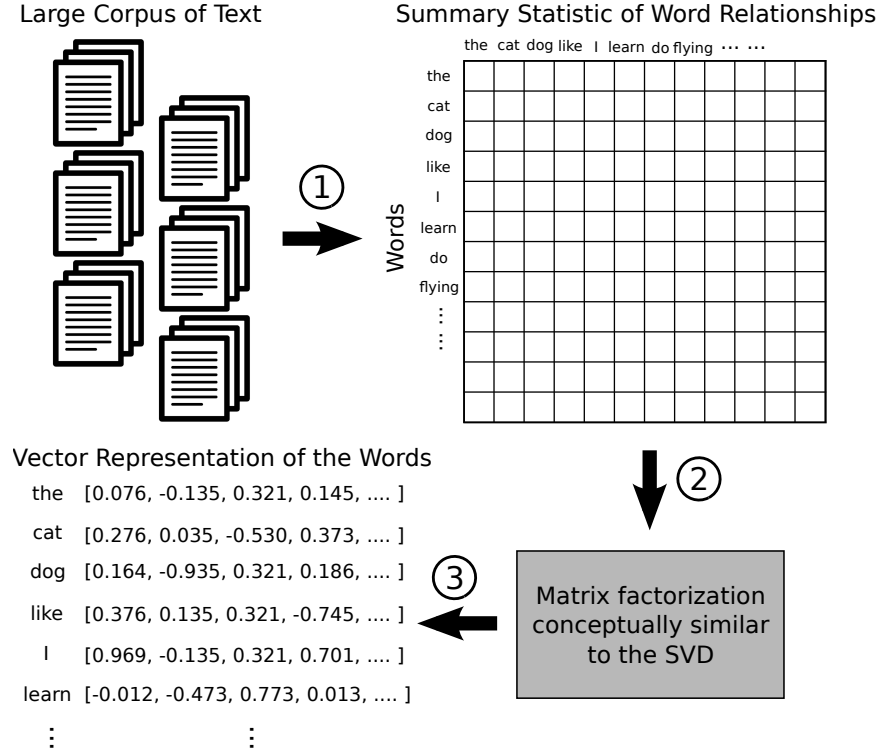 Large Corpus of Text
Summary Statistic of Word Relationships
the cat dog like I learn do flying ... ...
the
cat
dog
like
I
learn
do
flying
⋮
⋮
Words
1
2
Vector Representation of the Words
the [0.076, -0.135, 0.321, 0.145, .... ]
cat [0.276, 0.035, -0.530, 0.373, .... ]
dog [0.164, -0.935, 0.321, 0.186, .... ]
like [0.376, 0.135, 0.321, -0.745, .... ]
I [0.969, -0.135, 0.321, 0.701, .... ]
learn [-0.012, -0.473, 0.773, 0.013, .... ]
⋮ ⋮
3
Matrix factorization
conceptually similar
to the SVD